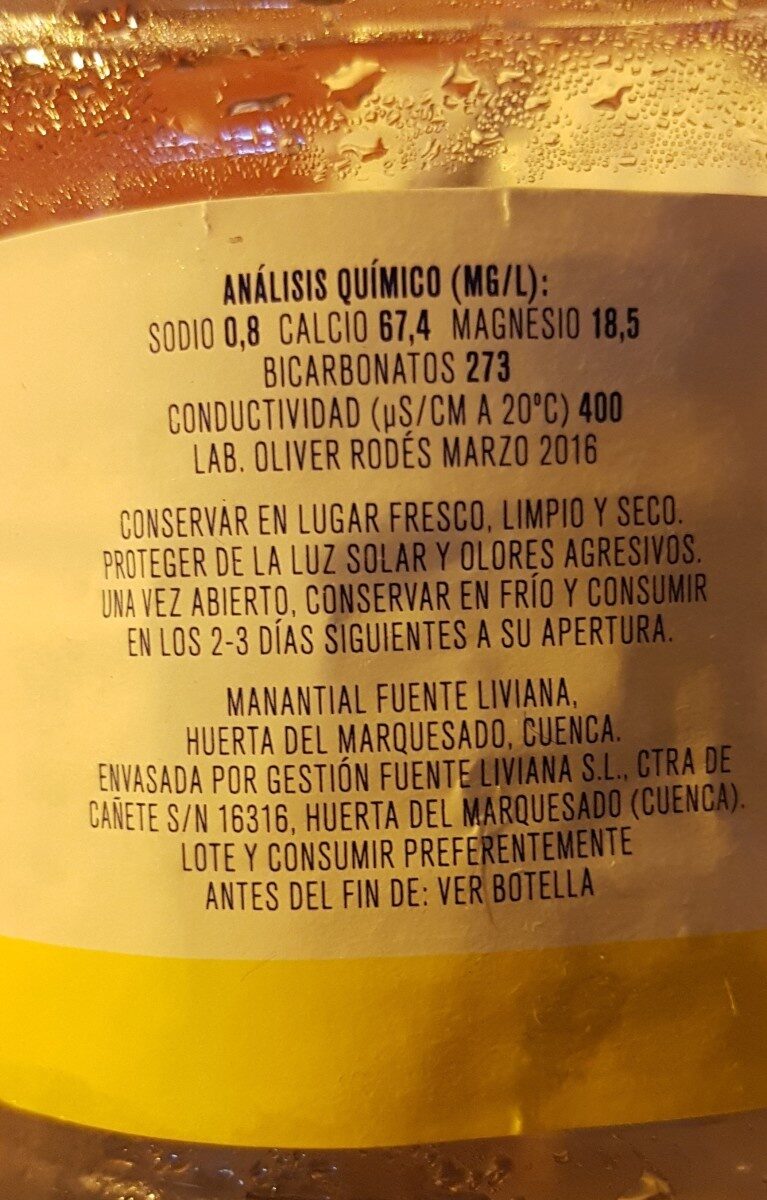 ANÁLISIS QUÍMICO (MG/L):
SODIO 0,8 CALCIO 67,4 MAGNESIO 18,5
BICARBONATOS 273
CONDUCTIVIDAD (µS/CM A 20ºC) 400
LAB. OLIVER RODÉS MARZO 2016
CONSERVAR EN LUGAR FRESCO, LIMPIO Y SECO.
PROTEGER DE LA LUZ SOLAR Y OLORES AGRESIVOS.
UNA VEZ ABIERTO, CONSERVAR EN FRÍO Y CONSUMIR
EN LOS 2-3 DÍAS SIGUIENTES A SU APERTURA.
MANANTIAL FUENTE LIVIANA,
HUERTA DEL MARQUESADO, CUENCA.
ENVASADA POR GESTIÓN FUENTE LIVIANA S.L., CTRA DE
CAÑETE S/N 16316, HUERTA DEL MARQUESADO (CUENCA).
LOTE Y CONSUMIR PREFERENTEMENTE
ANTES DEL FIN DE: VER BOTELLA